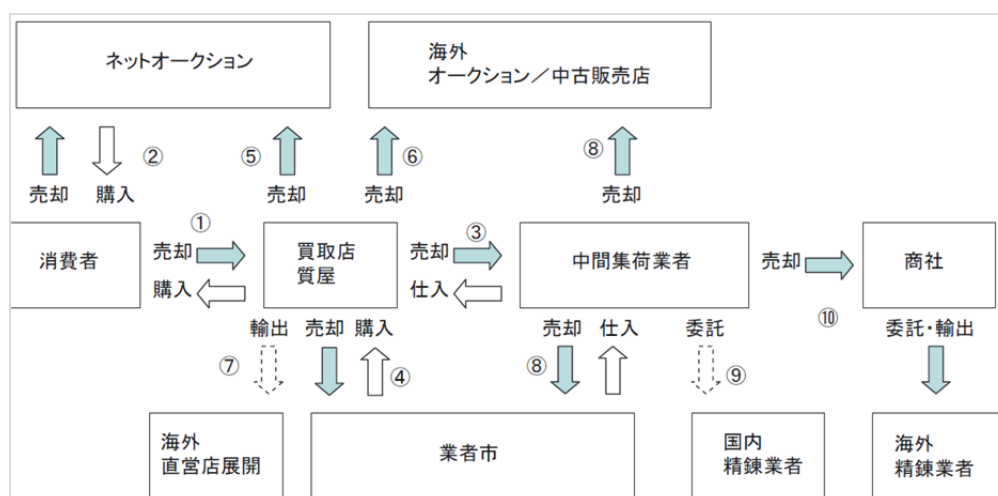 ネットオークション
海外
オークション／中古販売店
② ⑤ ⑥ ⑧
売却 購入 売却 売却 売却
① ③
消費者
売却
購入
買取店
質屋
売却
仕入
中間集荷業者
売却
商社
⑩
輸出 売却 購入 売却 仕入 委託 委託・輸出
⑦ ④ ⑧ ⑨
海外
直営店展開
業者市
国内
精錬業者
海外
精錬業者